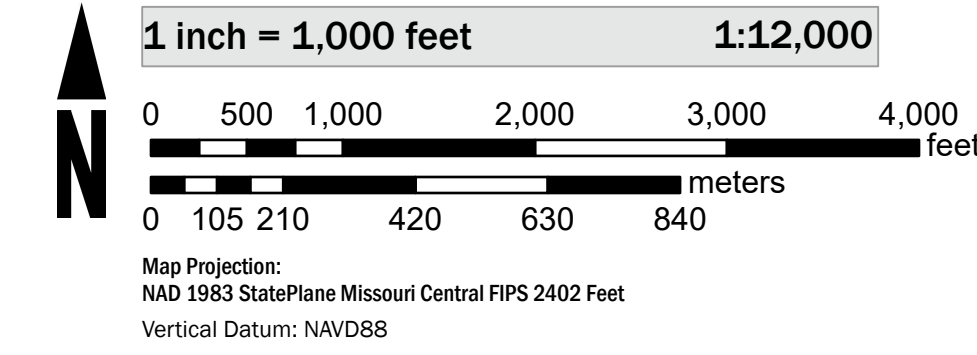 1 inch = 1,000 feet 1:12,000
0 500 1,000 2,000 3,000 4,000
feet
N
meters
0 105 210 420 630 840
Map Projection:
NAD 1983 StatePlane Missouri Central FIPS 2402 Feet
Vertical Datum: NAVD88